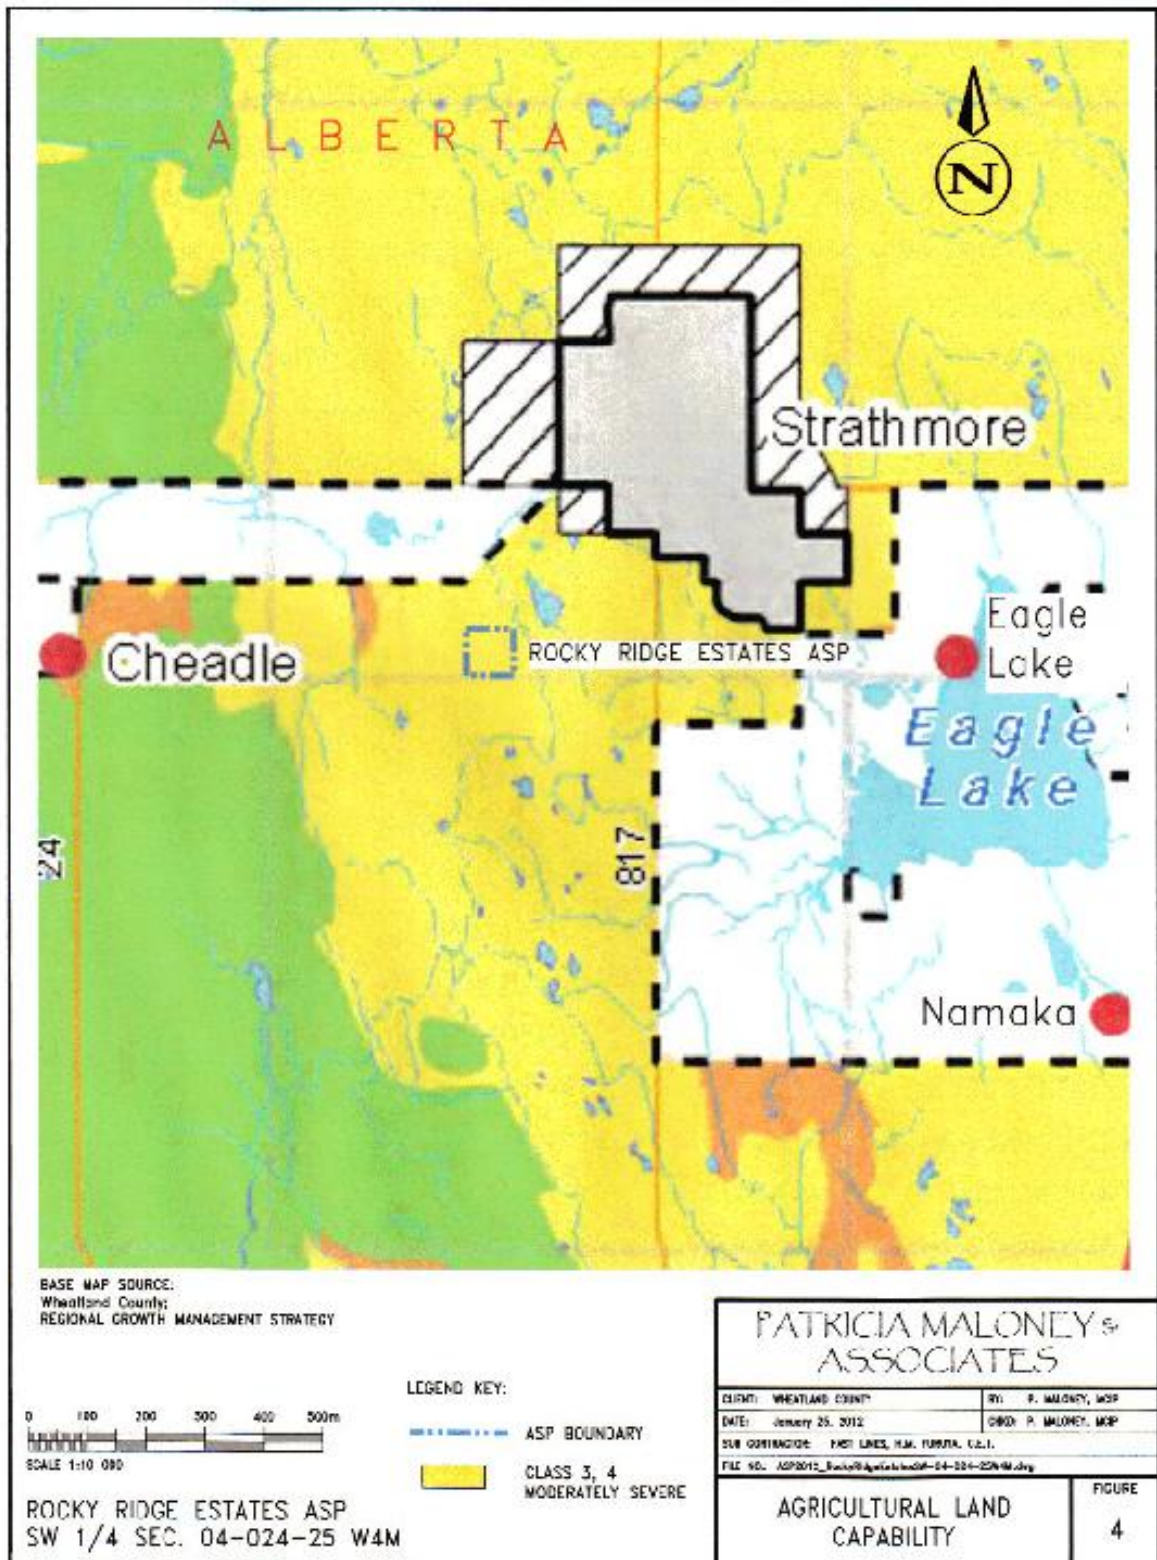 ALBERTA
N
Strathmore
Eagle
Lake
ROCKY RIDGE ESTATES ASP
Cheadle
Eagle
Lake
24
817
Namaka
BASE MAP SOURCE:
Wheatland County;
REGIONAL GROWTH MANAGEMENT STRATEGY
0 100 200 300 400 500m
SCALE 1:10 000
LEGEND KEY:
ASP BOUNDARY
CLASS 3, 4
MODERATELY SEVERE
ROCKY RIDGE ESTATES ASP
SW 1/4 SEC. 04-024-25 W4M
PATRICIA MALONEY &
ASSOCIATES
CLIENT: WHEATLAND COUNTY BY: P. MALONEY, MCIP
DATE: January 25, 2012 CHKD: P. MALONEY, MCIP
SUB CONTRACTOR: FAST LINES, H.M. FURUTA, C.E.T.
FILE NO.
AGRICULTURAL LAND
CAPABILITY
FIGURE
4